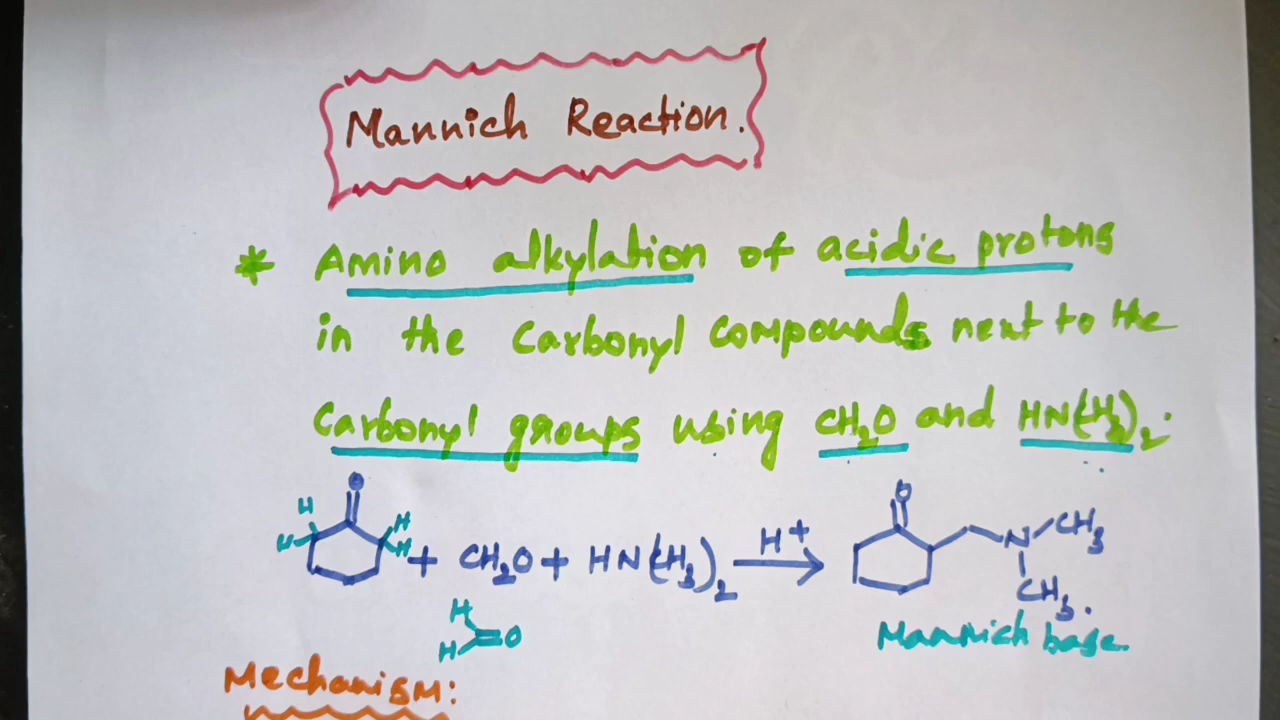 Mannich Reaction.
* Amino alkylation of acidic protons
in the carbonyl compounds next to the
Carbonyl groups using CH₂O and HN(CH₃)₂.
O H H H H + CH₂O + HN(CH₃)₂ H⁺ → O N CH₃
CH₃.
H H O
Mannich base.
Mechanism: